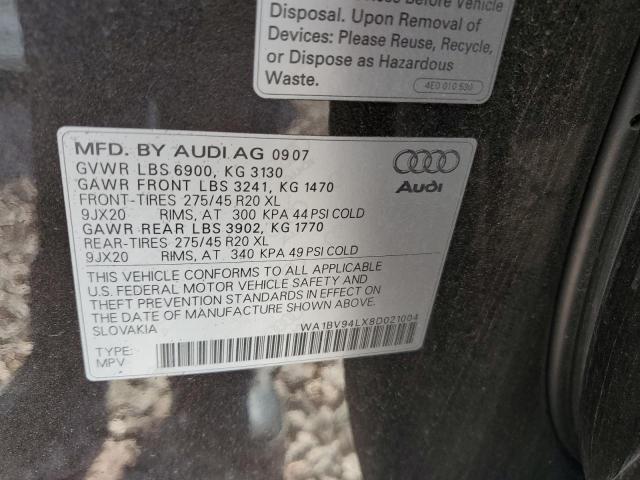 Before Vehicle
Disposal. Upon Removal of
Devices: Please Reuse, Recycle,
or Dispose as Hazardous
Waste.
4E0 010 530
MFD. BY AUDI AG 09 07
GVWR LBS 6900, KG 3130
GAWR FRONT LBS 3241, KG 1470
FRONT-TIRES 275/45 R20 XL
9JX20 RIMS, AT 300 KPA 44 PSI COLD
GAWR REAR LBS 3902, KG 1770
REAR-TIRES 275/45 R20 XL
9JX20 RIMS, AT 340 KPA 49 PSI COLD
THIS VEHICLE CONFORMS TO ALL APPLICABLE
U.S. FEDERAL MOTOR VEHICLE SAFETY AND
THEFT PREVENTION STANDARDS IN EFFECT ON
THE DATE OF MANUFACTURE SHOWN ABOVE.
SLOVAKIA
WA1BV94LX8D021004
TYPE:
MPV
Audi